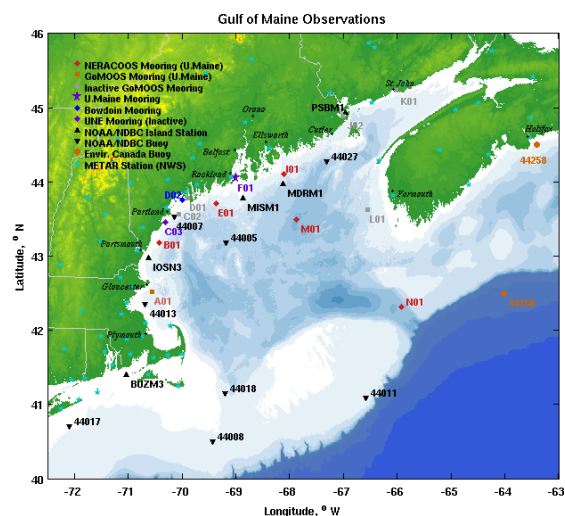 Gulf of Maine Observations
46
45
44
43
42
41
40
Latitude, ° N
NERACOOS Mooring (U.Maine)
GoMOOS Mooring (U.Maine)
Inactive GoMOOS Mooring
U.Maine Mooring
Bowdoin Mooring
UNE Mooring (Inactive)
NOAA/NDBC Island Station
NOAA/NDBC Buoy
Envir. Canada Buoy
METAR Station (NWS)
St. John
K01
PSBM1
Orono
Ellsworth
Cutler
Halifax
44258
Belfast
Rockland
44027
J01
F01
MDRM1
MISM1
Yarmouth
D02
D01
C02
E01
L01
Portland
44007
C03
M01
Portsmouth
B01
44005
IOSN3
Gloucester
A01
44013
N01
44150
Plymouth
BUZM3
44018
44011
44017
44008
-72
-71
-70
-69
-68
-67
-66
-65
-64
-63
Longitude, ° W